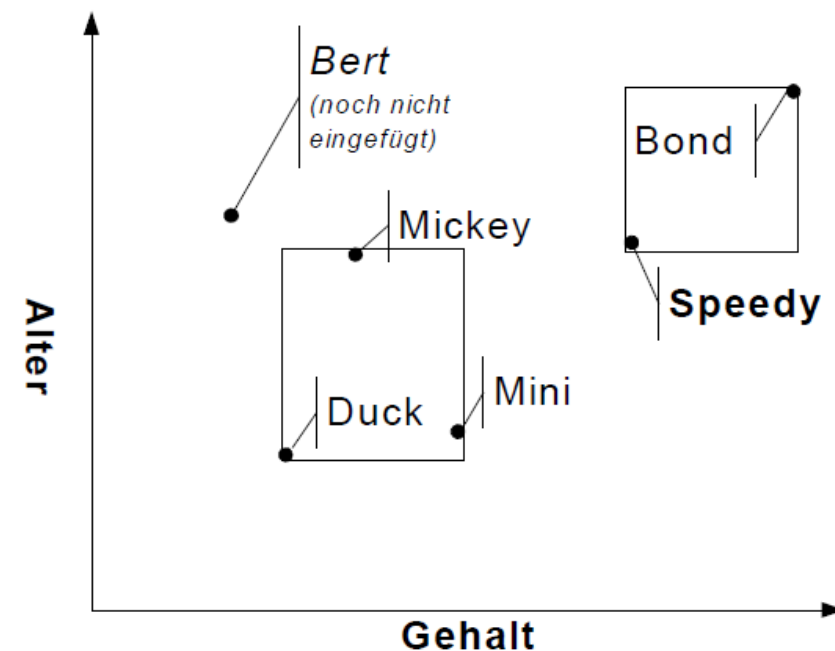 Bert
(noch nicht
eingefügt)
Bond
Mickey
Speedy
Alter
Mini
Duck
Gehalt